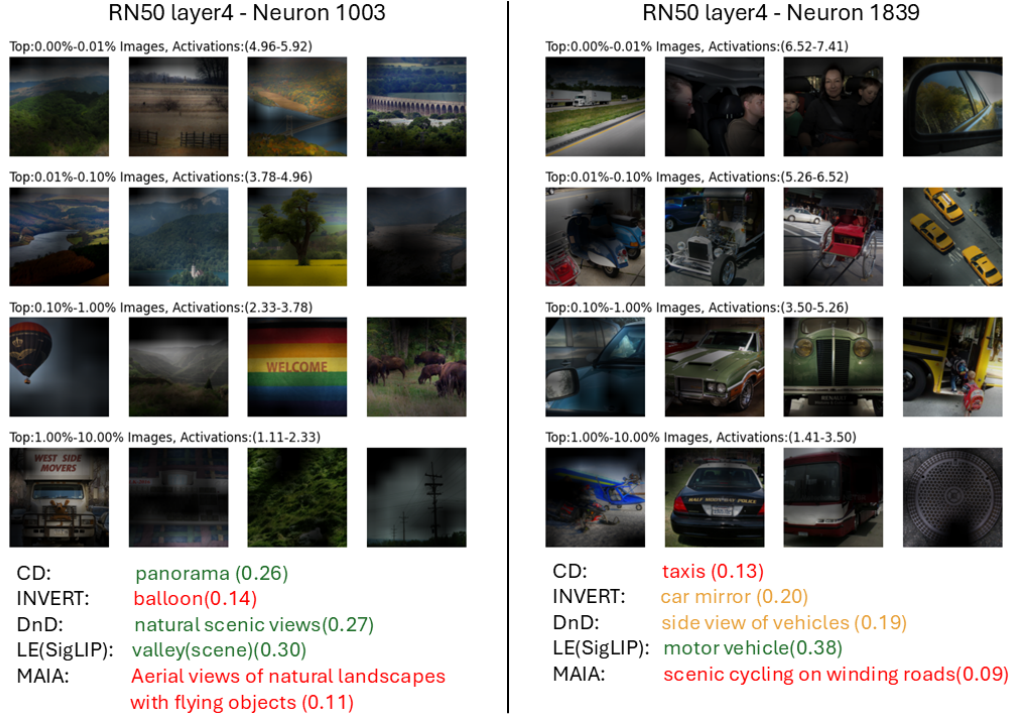 RN50 layer4 - Neuron 1003
Top:0.00%-0.01% Images, Activations:(4.96-5.92)
Top:0.01%-0.10% Images, Activations:(3.78-4.96)
Top:0.10%-1.00% Images, Activations:(2.33-3.78)
WELCOME
Top:1.00%-10.00% Images, Activations:(1.11-2.33)
WEST SIDE
MOVERS
CD: panorama (0.26)
INVERT: balloon(0.14)
DnD: natural scenic views(0.27)
LE(SigLIP): valley(scene)(0.30)
MAIA: Aerial views of natural landscapes
with flying objects (0.11)
RN50 layer4 - Neuron 1839
Top:0.00%-0.01% Images, Activations:(6.52-7.41)
Top:0.01%-0.10% Images, Activations:(5.26-6.52)
Top:0.10%-1.00% Images, Activations:(3.50-5.26)
Top:1.00%-10.00% Images, Activations:(1.41-3.50)
CD: taxis (0.13)
INVERT: car mirror (0.20)
DnD: side view of vehicles (0.19)
LE(SigLIP): motor vehicle(0.38)
MAIA: scenic cycling on winding roads(0.09)